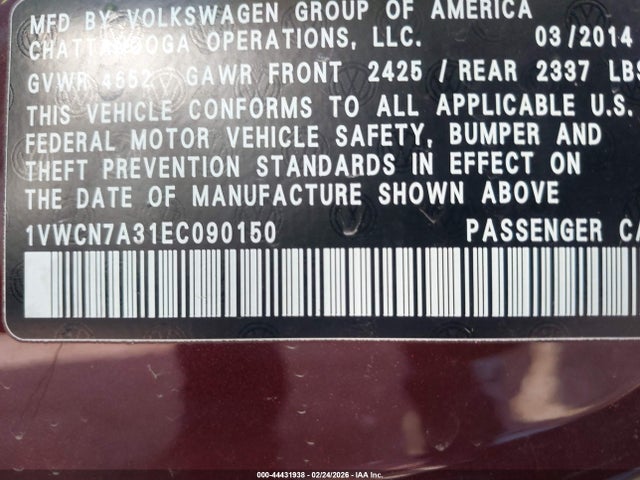 MFD BY VOLKSWAGEN GROUP OF AMERICA
CHATTANOOGA OPERATIONS, LLC. 03/2014
GVWR 4652 GAWR FRONT 2425 / REAR 2337 LBS
THIS VEHICLE CONFORMS TO ALL APPLICABLE U.S.
FEDERAL MOTOR VEHICLE SAFETY, BUMPER AND
THEFT PREVENTION STANDARDS IN EFFECT ON
THE DATE OF MANUFACTURE SHOWN ABOVE
1VWCN7A31EC090150 PASSENGER CA
000-44431938 - 02/24/2026 - IAA Inc.